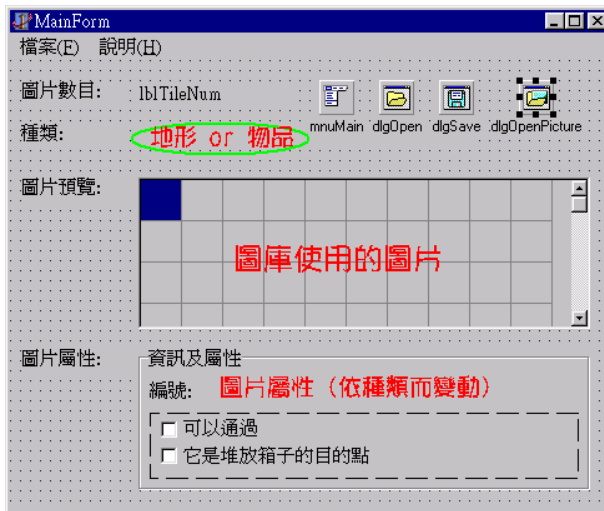 MainForm
檔案(F) 說明(H)
圖片數目: lblTileNum
mnuMain dlgOpen dlgSave dlgOpenPicture
種類: 地形 or 物品
圖片預覽:
圖庫使用的圖片
圖片屬性: 資訊及屬性
編號: 圖片屬性 (依種類而變動)
可以通過
它是堆放箱子的目的點